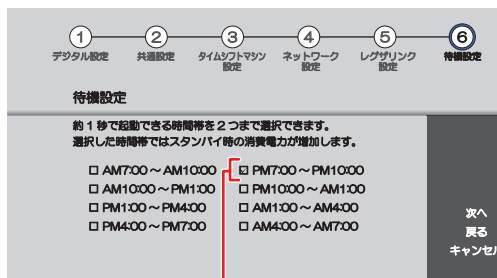 1 2 3 4 5 6
デジタル設定 共通設定 タイムシフトマシン設定 ネットワーク設定 レグザリンク設定 待機設定
待機設定
約1秒で起動できる時間帯を2つまで選択できます。
選択した時間帯ではスタンバイ時の消費電力が増加します。
□ AM7:00～AM10:00 ☑ PM7:00～PM10:00
□ AM10:00～PM1:00 □ PM10:00～AM1:00
□ PM1:00～PM4:00 □ AM1:00～AM4:00
□ PM4:00～PM7:00 □ AM4:00～AM7:00
次へ
戻る
キャンセル